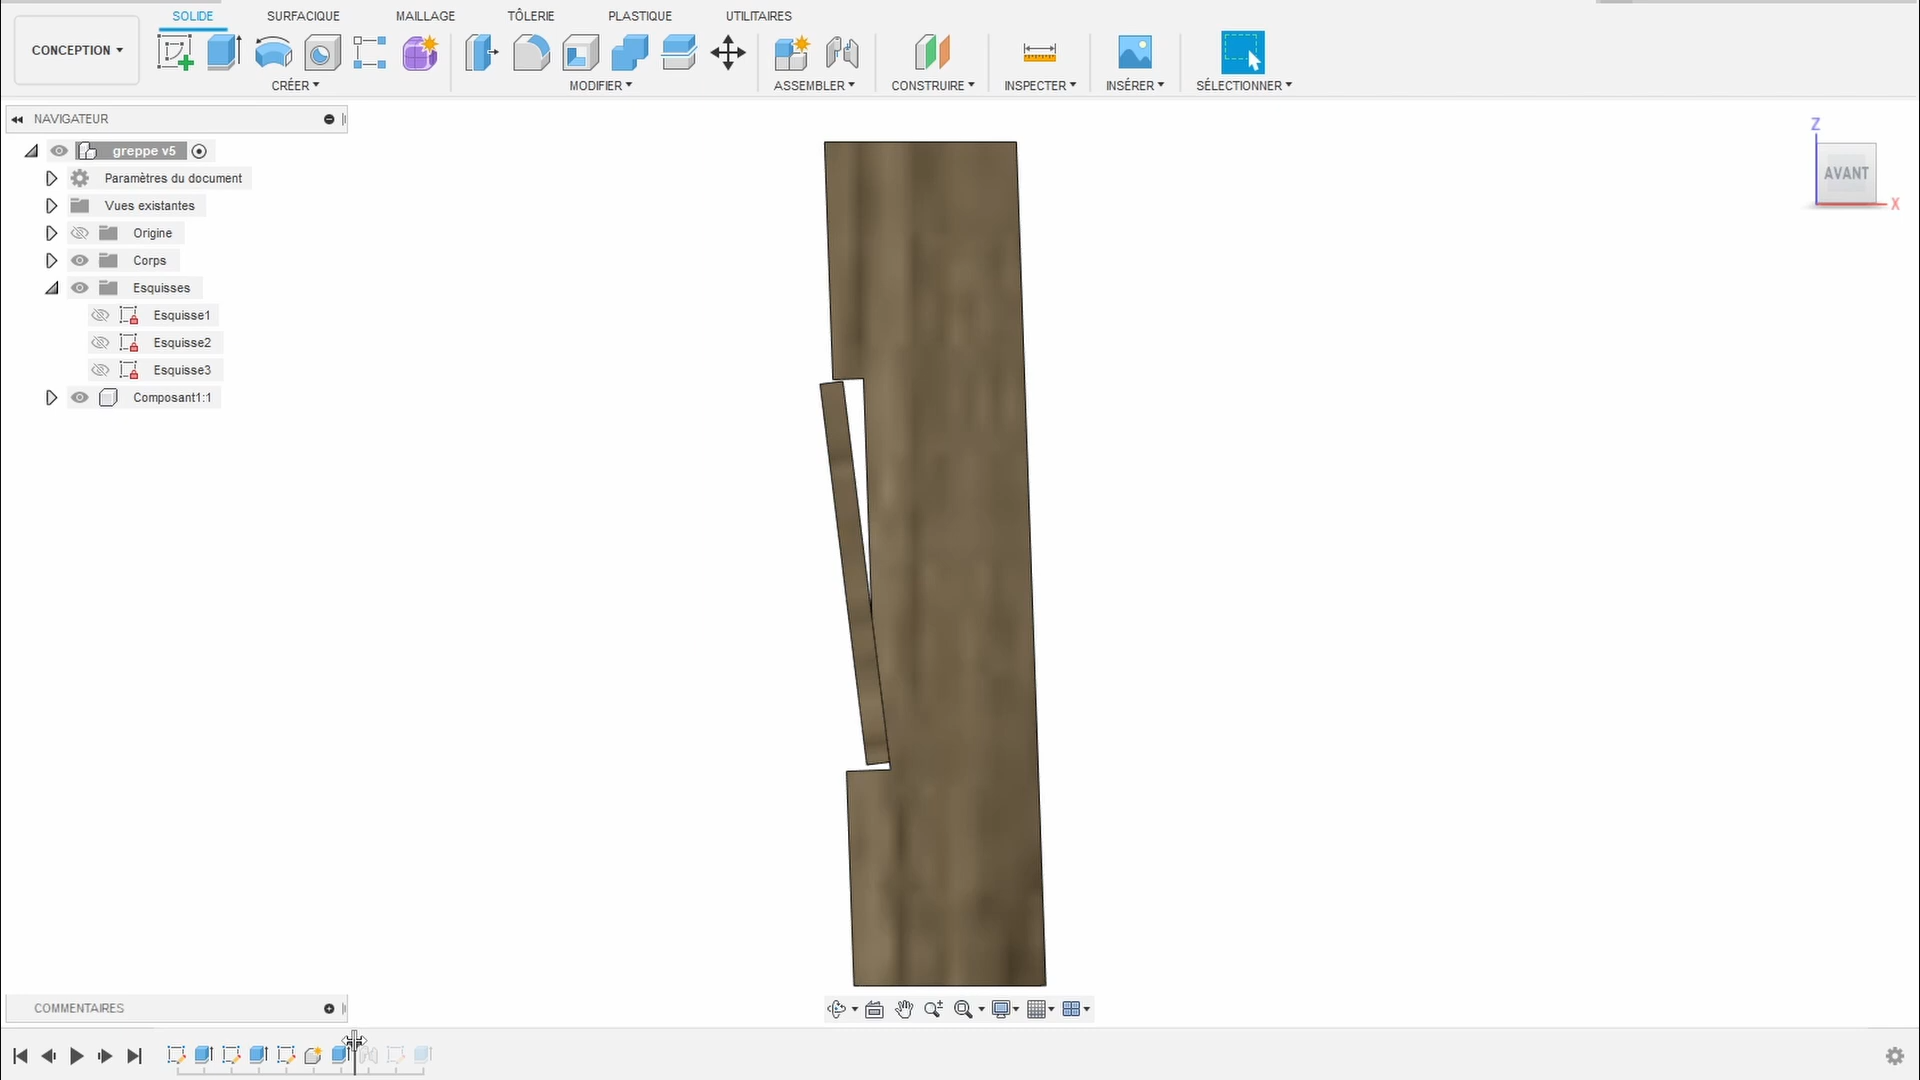 SOLIDE SURFACIQUE MAILLAGE TÔLERIE PLASTIQUE UTILITAIRES
CONCEPTION
CRÉER MODIFIER ASSEMBLER CONSTRUIRE INSPECTER INSÉRER SÉLECTIONNER
NAVIGATEUR
greppe v5
Paramètres du document
Vues existantes
Origine
Corps
Esquisses
Esquisse1
Esquisse2
Esquisse3
Composant1:1
Z
AVANT
X
COMMENTAIRES